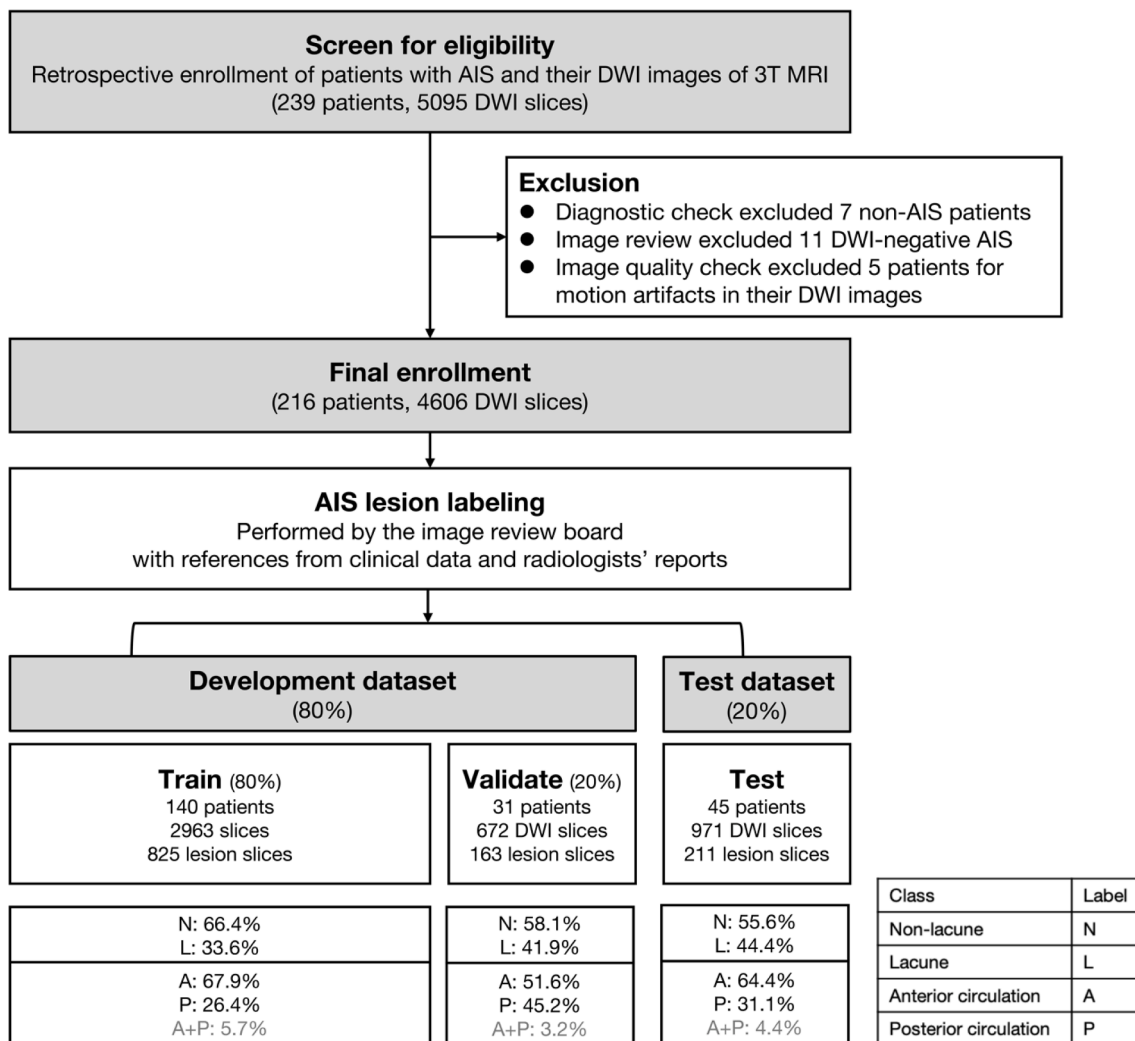 Screen for eligibility
Retrospective enrollment of patients with AIS and their DWI images of 3T MRI
(239 patients, 5095 DWI slices)
Exclusion
● Diagnostic check excluded 7 non-AIS patients
● Image review excluded 11 DWI-negative AIS
● Image quality check excluded 5 patients for
motion artifacts in their DWI images
Final enrollment
(216 patients, 4606 DWI slices)
AIS lesion labeling
Performed by the image review board
with references from clinical data and radiologists’ reports
Development dataset
(80%)
Test dataset
(20%)
Train (80%)
140 patients
2963 slices
825 lesion slices
Validate (20%)
31 patients
672 DWI slices
163 lesion slices
Test
45 patients
971 DWI slices
211 lesion slices
N: 66.4%
L: 33.6%
A: 67.9%
P: 26.4%
A+P: 5.7%
N: 58.1%
L: 41.9%
A: 51.6%
P: 45.2%
A+P: 3.2%
N: 55.6%
L: 44.4%
A: 64.4%
P: 31.1%
A+P: 4.4%
Class Label
Non-lacune N
Lacune L
Anterior circulation A
Posterior circulation P